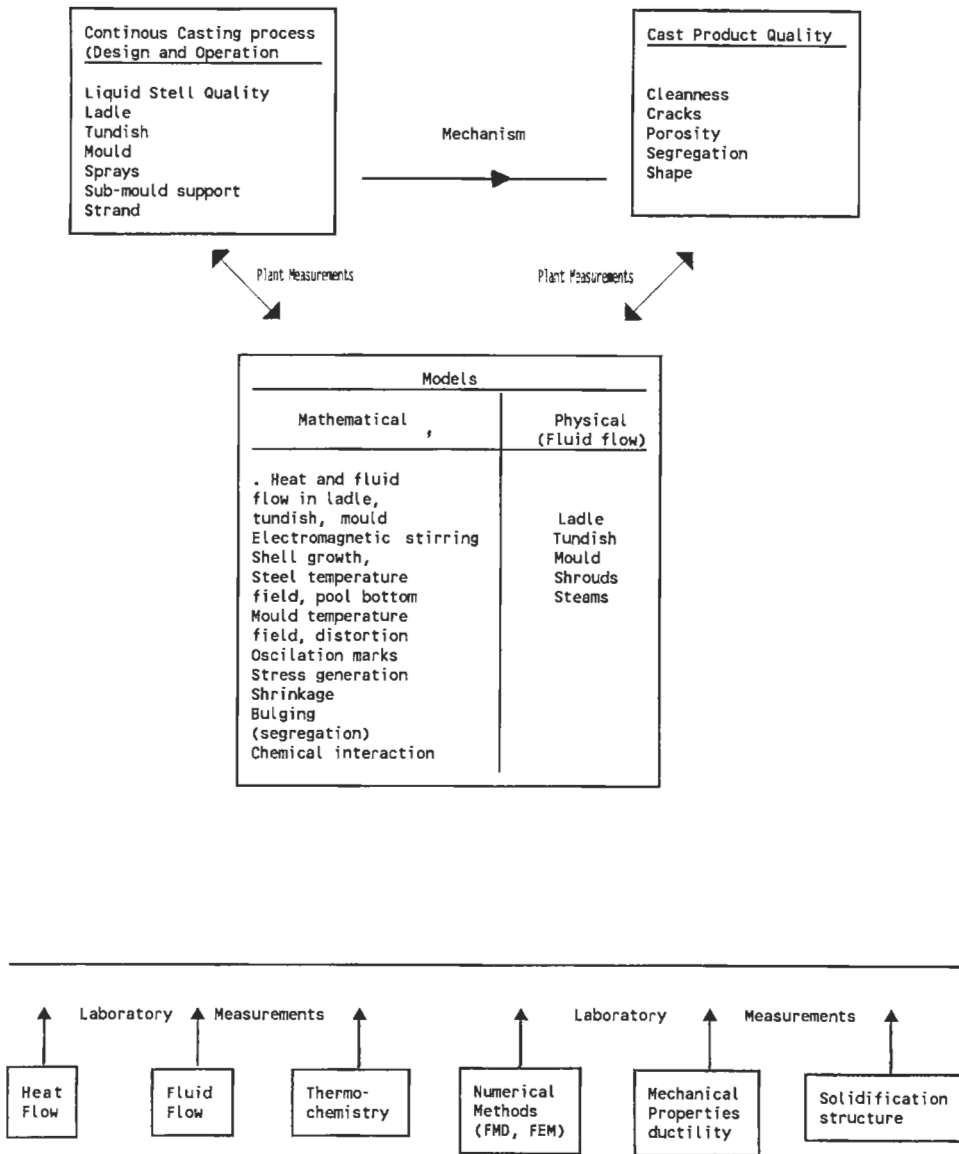 Continous Casting process
(Design and Operation
Liquid Stell Quality
Ladle
Tundish
Mould
Sprays
Sub-mould support
Strand
Mechanism
Cast Product Quality
Cleanness
Cracks
Porosity
Segregation
Shape
Plant Measurements
Plant Measurements
Models
Mathematical ,
Physical
(Fluid flow)
. Heat and fluid
flow in ladle,
tundish, mould
Electromagnetic stirring
Shell growth,
Steel temperature
field, pool bottom
Mould temperature
field, distortion
Oscilation marks
Stress generation
Shrinkage
Bulging
(segregation)
Chemical interaction
Ladle
Tundish
Mould
Shrouds
Steams
Laboratory Measurements
Laboratory Measurements
Heat
Flow
Fluid
Flow
Thermo-
chemistry
Numerical
Methods
(FMD, FEM)
Mechanical
Properties
ductility
Solidification
structure